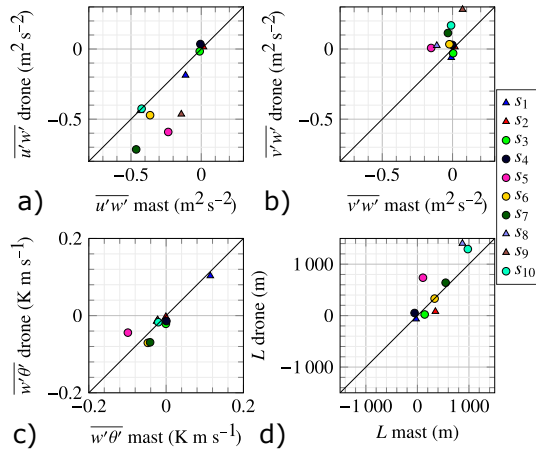 0
−0.5
u′w′ drone (m² s⁻²)
−0.5
0
a)
u′w′ mast (m² s⁻²)
0
−0.5
v′w′ drone (m² s⁻²)
−0.5
0
b)
v′w′ mast (m² s⁻²)
s₁
s₂
s₃
s₄
s₅
s₆
s₇
s₈
s₉
s₁₀
0.2
0
−0.2
w′θ′ drone (K m s⁻¹)
−0.2
0
0.2
c)
w′θ′ mast (K m s⁻¹)
1 000
0
−1 000
L drone (m)
−1 000
0
1 000
d)
L mast (m)